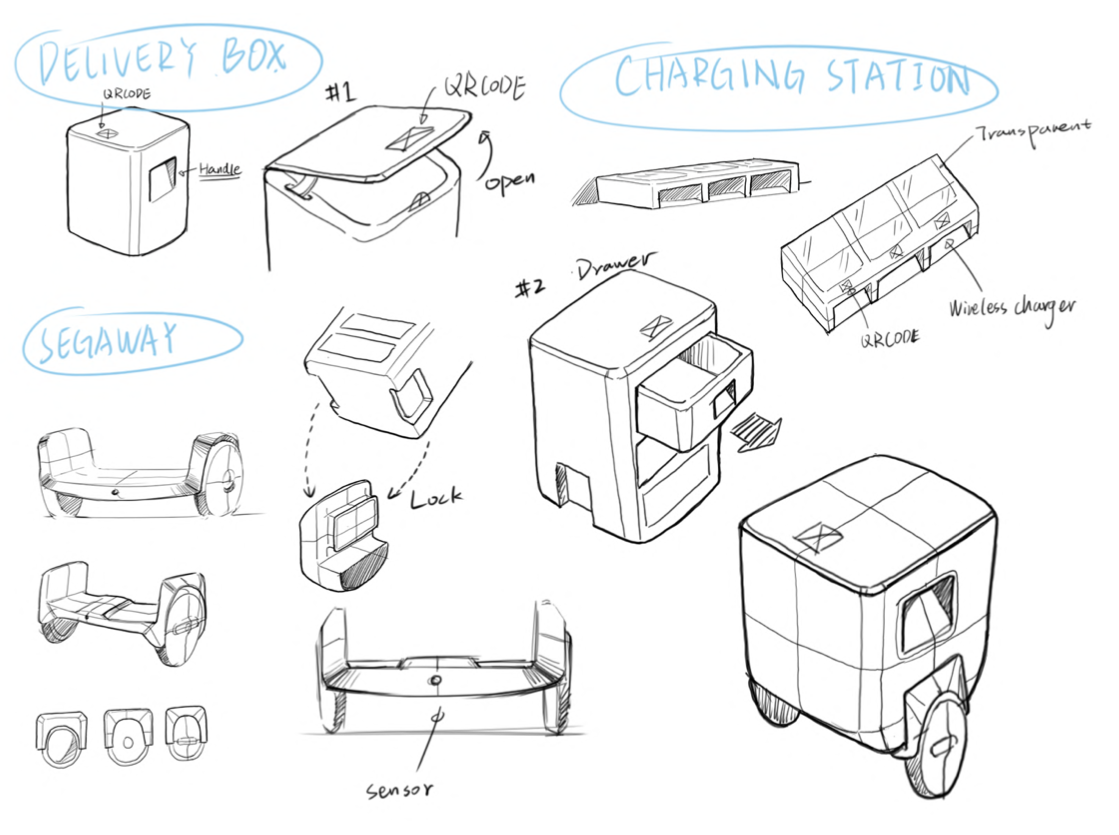 DELIVERY BOX
QRCODE
Handle
#1
QRCODE
open
CHARGING STATION
Transparent
Wireless charger
QRCODE
#2 Drawer
SEGAWAY
Lock
sensor